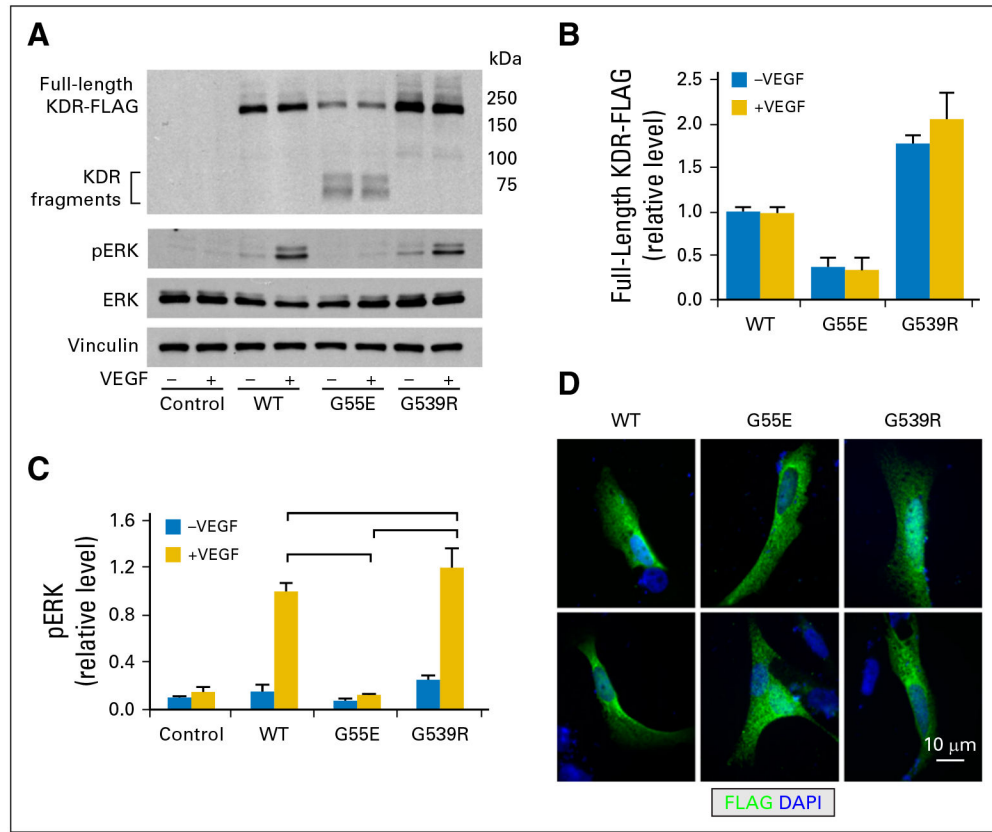 A
Full-length
KDR-FLAG
KDR
fragments
kDa
250
150
100
75
pERK
ERK
Vinculin
VEGF – + – + – + – +
Control WT G55E G539R
B
Full-Length KDR-FLAG
(relative level)
–VEGF
+VEGF
2.5
2.0
1.5
1.0
0.5
0.0
WT G55E G539R
C
pERK
(relative level)
–VEGF
+VEGF
1.6
1.2
0.8
0.4
0.0
Control WT G55E G539R
D
WT G55E G539R
10 μm
FLAG DAPI